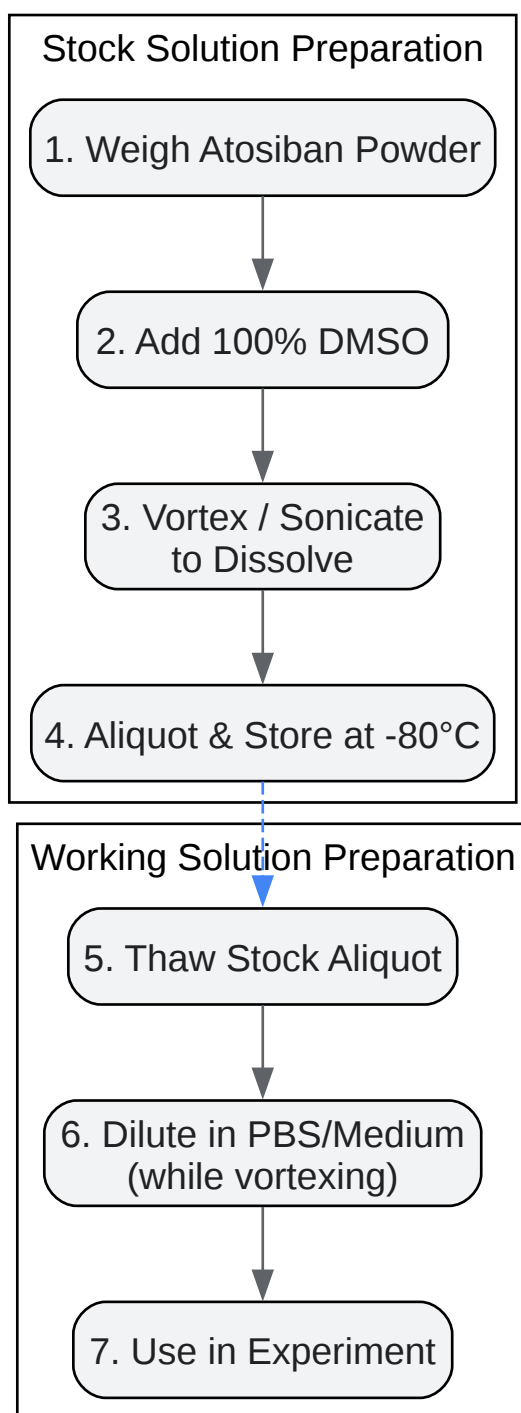 Stock Solution Preparation
1. Weigh Atosiban Powder
2. Add 100% DMSO
3. Vortex / Sonicate
to Dissolve
4. Aliquot & Store at -80°C
Working Solution Preparation
5. Thaw Stock Aliquot
6. Dilute in PBS/Medium
(while vortexing)
7. Use in Experiment